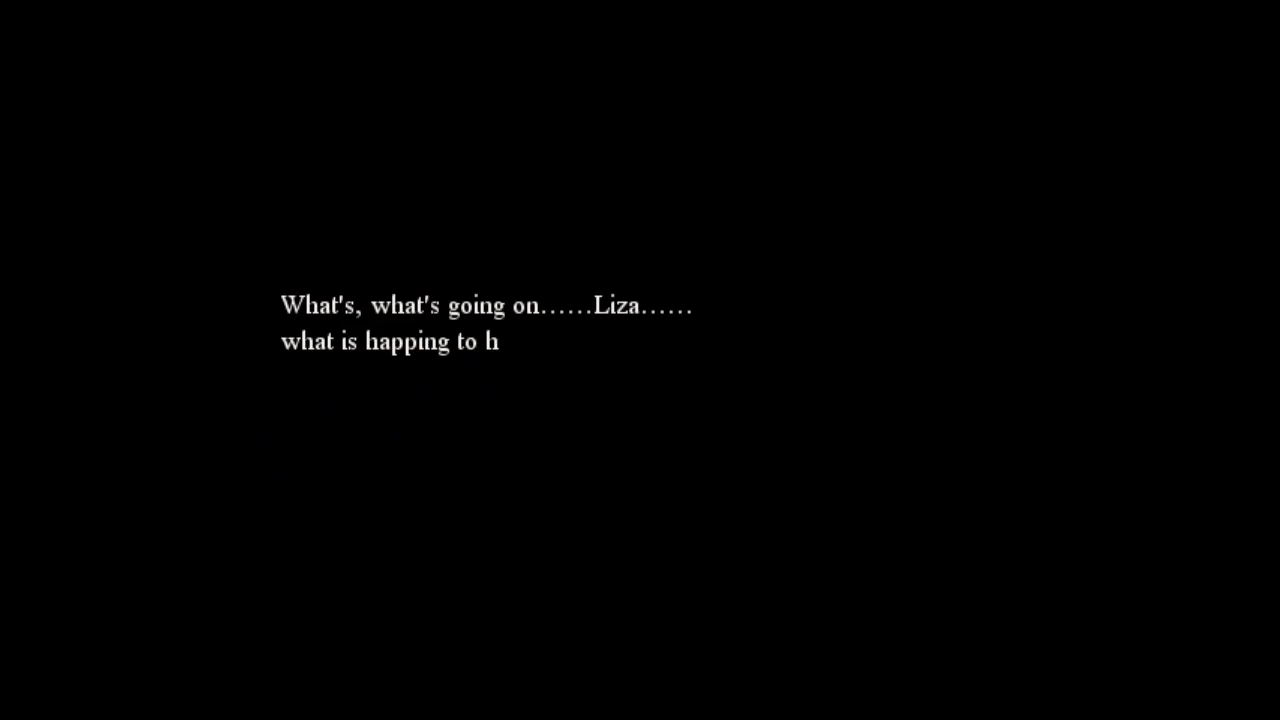 What's, what's going on……Liza……
what is happing to h